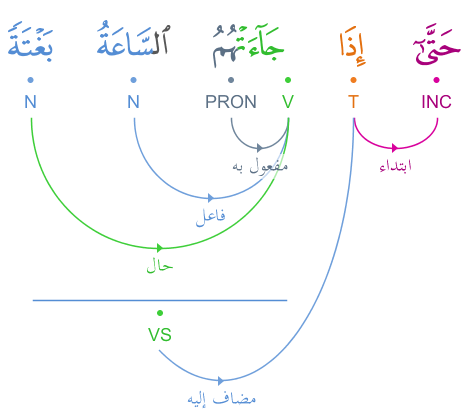 حَتَّىٰٓ إِذَا جَآءَتْهُمُ ٱلسَّاعَةُ بَغْتَةً
INC T V PRON N N
مفعول به
ابتداء
فاعل
حال
VS
مضاف إليه